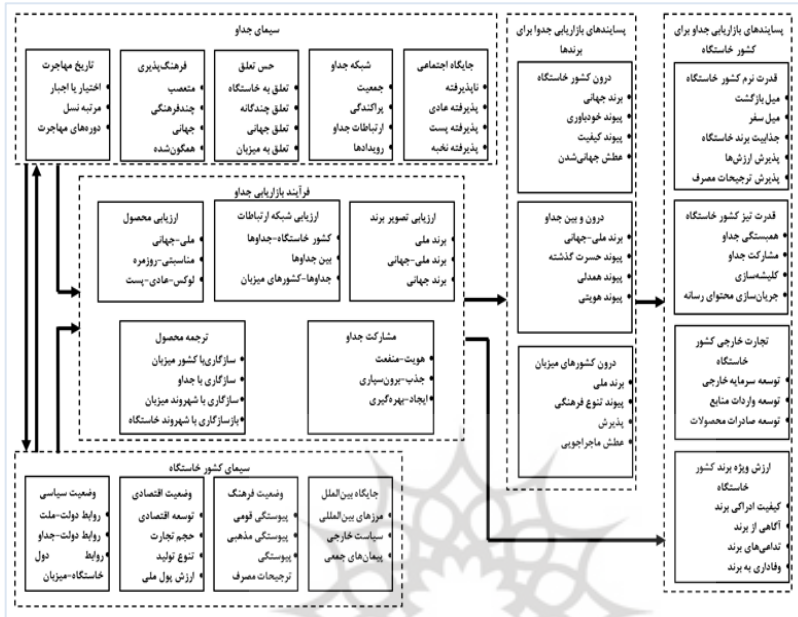 سیمای جداو
جایگاه اجتماعی
ناپذیرفته
پذیرفته عادی
پذیرفته پست
پذیرفته نخبه
شبکه جداو
جمعیت
پراکندگی
ارتباطات جداو
رویدادها
حس تعلق
تعلق به خاستگاه
تعلق چندگانه
تعلق جهانی
تعلق به میزبان
فرهنگ‌پذیری
متعصب
چندفرهنگی
جهانی
همگون‌شده
تاریخ مهاجرت
اختیار یا اجبار
مرتبه نسل
دوره‌های مهاجرت
فرآیند بازاریابی جداو
ارزیابی تصویر برند
برند ملی
برند ملی-جهانی
برند جهانی
ارزیابی شبکه ارتباطات
کشور خاستگاه-جداوها
بین جداوها
جداوها-کشورهای میزبان
ارزیابی محصول
ملی-جهانی
مناسبتی-روزمره
لوکس-عادی-پست
مشارکت جداو
هویت-منفعت
جذب-برون‌سپاری
ایجاد-بهره‌گیری
ترجمه محصول
سازگاری با کشور میزبان
سازگاری با جداو
سازگاری با شهروند میزبان
بازسازگاری با شهروند خاستگاه
سیمای کشور خاستگاه
جایگاه بین‌الملل
مرزهای بین‌المللی
سیاست خارجی
پیمان‌های جمعی
وضعیت فرهنگ
پیوستگی قومی
پیوستگی مذهبی
پیوستگی
ترجیحات مصرف
وضعیت اقتصادی
توسعه اقتصادی
حجم تجارت
تنوع تولید
ارزش پول ملی
وضعیت سیاسی
روابط دولت-ملت
روابط دولت-جداو
روابط دول
خاستگاه-میزبان
پسایندهای بازاریابی جداو برای
برندها
درون کشور خاستگاه
برند جهانی
پیوند خودباوری
پیوند کیفیت
عطش جهانی‌شدن
درون و بین جداو
برند ملی-جهانی
پیوند حسرت گذشته
پیوند همدلی
پیوند هویتی
درون کشورهای میزبان
برند ملی
پیوند تنوع فرهنگی
پذیرش
عطش ماجراجویی
پسایندهای بازاریابی جداو برای
کشور خاستگاه
قدرت نرم کشور خاستگاه
میل بازگشت
میل سفر
جذابیت برند خاستگاه
پذیرش ارزش‌ها
پذیرش ترجیحات مصرف
قدرت تیز کشور خاستگاه
همبستگی جداو
مشارکت جداو
کلیشه‌سازی
جریان‌سازی محتوای رسانه
تجارت خارجی کشور
خاستگاه
توسعه سرمایه خارجی
توسعه واردات منابع
توسعه صادرات محصولات
ارزش ویژه برند کشور
خاستگاه
کیفیت ادراکی برند
آگاهی از برند
تداعی‌های برند
وفاداری به برند